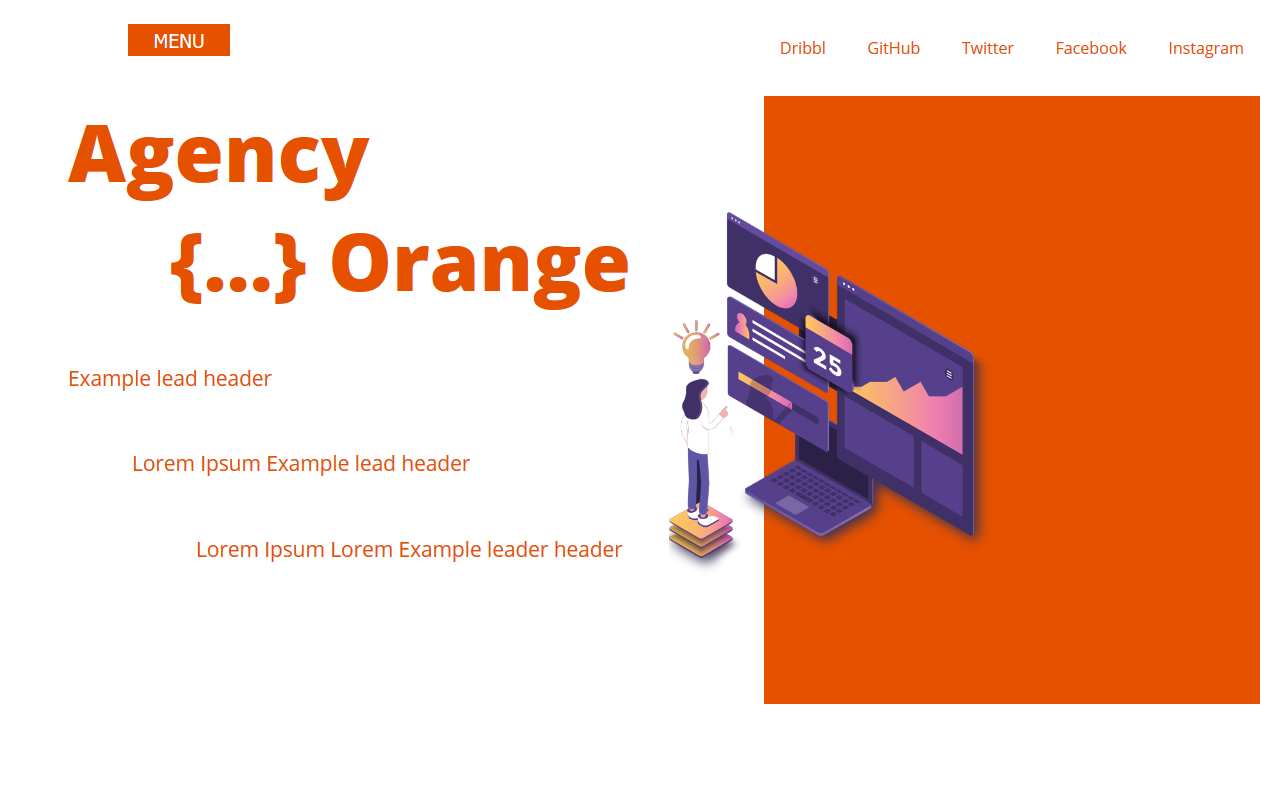 MENU
Dribbl GitHub Twitter Facebook Instagram
Agency
{...} Orange
25
Example lead header
Lorem Ipsum Example lead header
Lorem Ipsum Lorem Example leader header